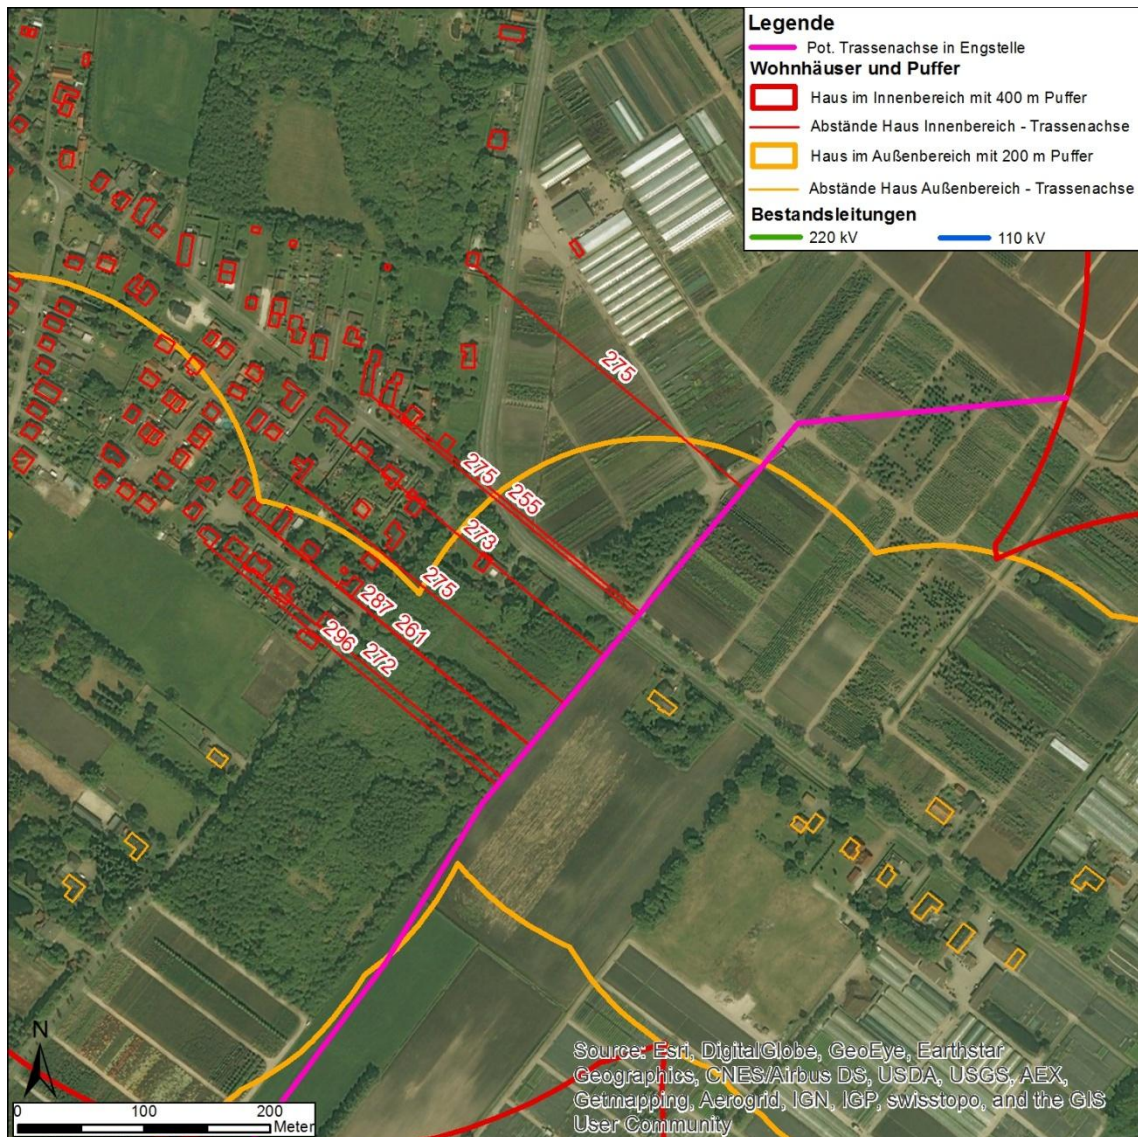 Legende
Pot. Trassenachse in Engstelle
Wohnhäuser und Puffer
Haus im Innenbereich mit 400 m Puffer
Abstände Haus Innenbereich - Trassenachse
Haus im Außenbereich mit 200 m Puffer
Abstände Haus Außenbereich - Trassenachse
Bestandsleitungen
220 kV 110 kV
275
275 255
273
275
287 261
296 272
N
0 100 200
Meter
Source: Esri, DigitalGlobe, GeoEye, Earthstar
Geographics, CNES/Airbus DS, USDA, USGS, AEX,
Getmapping, Aerogrid, IGN, IGP, swisstopo, and the GIS
User Community